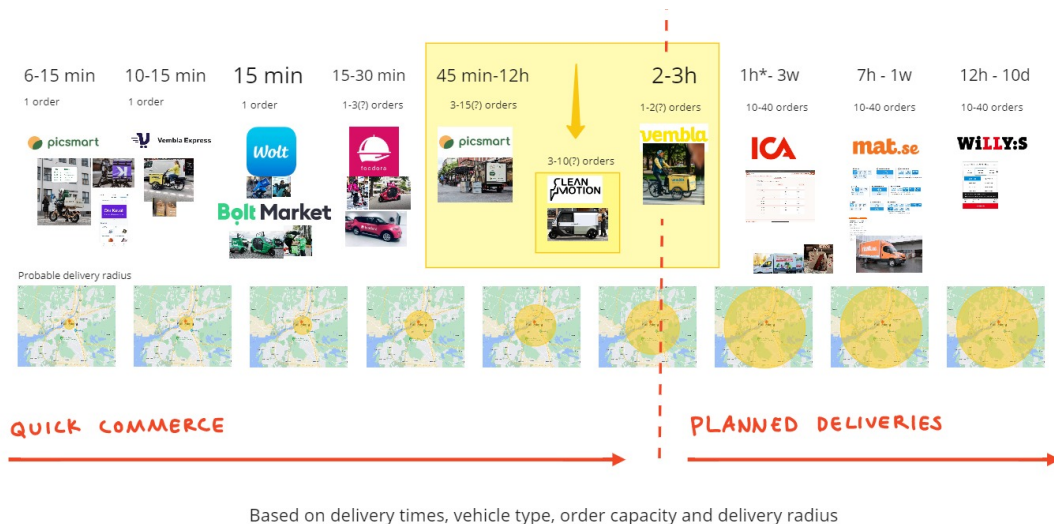 6-15 min
10-15 min
15 min
15-30 min
45 min-12h
2-3h
1h*- 3w
7h - 1w
12h - 10d
1 order
1 order
1 order
1-3(?) orders
3-15(?) orders
1-2(?) orders
10-40 orders
10-40 orders
10-40 orders
picsmart
Vembla Express
Wolt
foodora
picsmart
3-10(?) orders
CLEAN
MOTION
vembla
ICA
mat.se
WiLLY:S
Bolt Market
Probable delivery radius
QUICK COMMERCE
PLANNED DELIVERIES
Based on delivery times, vehicle type, order capacity and delivery radius